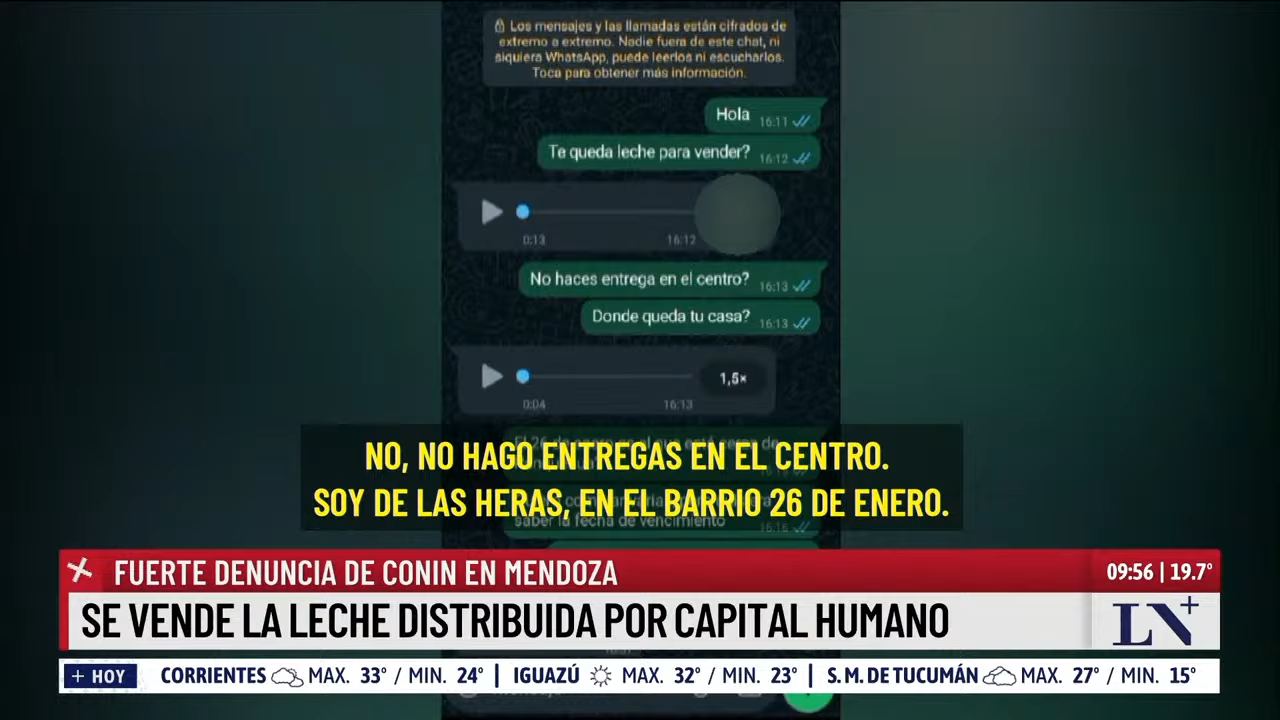 Los mensajes y las llamadas están cifrados de
extremo a extremo. Nadie fuera de este chat, ni
siquiera WhatsApp, puede leerlos ni escucharlos.
Toca para obtener más información.
Hola 16:11
Te queda leche para vender? 16:12
0:13 16:12
No haces entrega en el centro? 16:13
Donde queda tu casa? 16:13
1,5×
0:04 16:13
NO, NO HAGO ENTREGAS EN EL CENTRO.
SOY DE LAS HERAS, EN EL BARRIO 26 DE ENERO.
saber la fecha de vencimiento 16:16
FUERTE DENUNCIA DE CONIN EN MENDOZA
09:56 | 19.7°
SE VENDE LA LECHE DISTRIBUIDA POR CAPITAL HUMANO
LN+
+ HOY CORRIENTES MAX. 33° / MIN. 24° | IGUAZÚ MAX. 32° / MIN. 23° | S. M. DE TUCUMÁN MAX. 27° / MIN. 15°